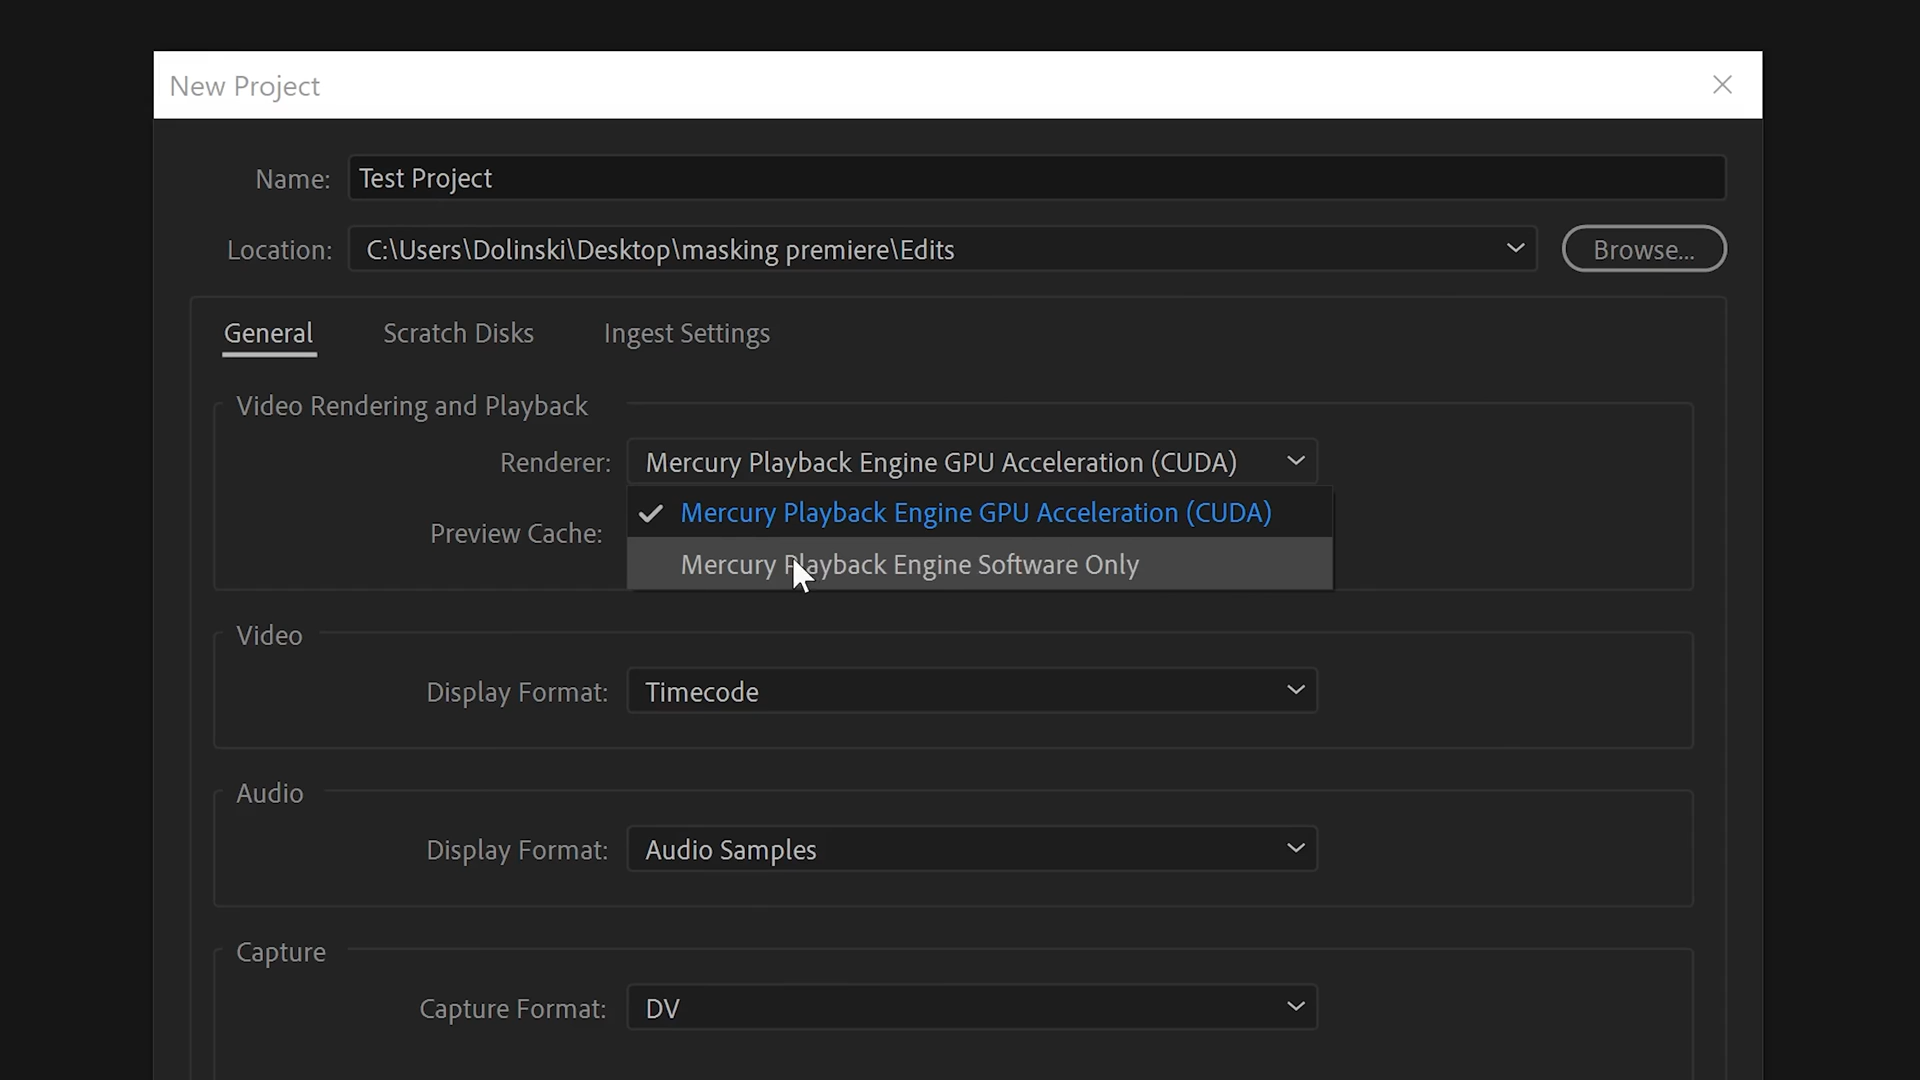 New Project
Name: Test Project
Location: C:\Users\Dolinski\Desktop\masking premiere\Edits Browse...
General Scratch Disks Ingest Settings
Video Rendering and Playback
Renderer: Mercury Playback Engine GPU Acceleration (CUDA)
Mercury Playback Engine GPU Acceleration (CUDA)
Preview Cache:
Mercury Playback Engine Software Only
Video
Display Format: Timecode
Audio
Display Format: Audio Samples
Capture
Capture Format: DV